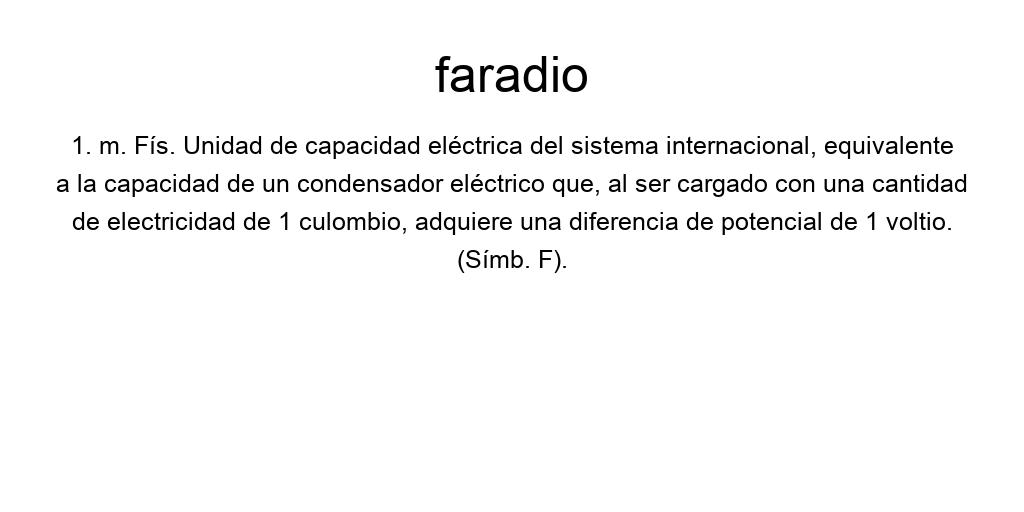 faradio
1. m. Fís. Unidad de capacidad eléctrica del sistema internacional, equivalente
a la capacidad de un condensador eléctrico que, al ser cargado con una cantidad
de electricidad de 1 culombio, adquiere una diferencia de potencial de 1 voltio.
(Símb. F).